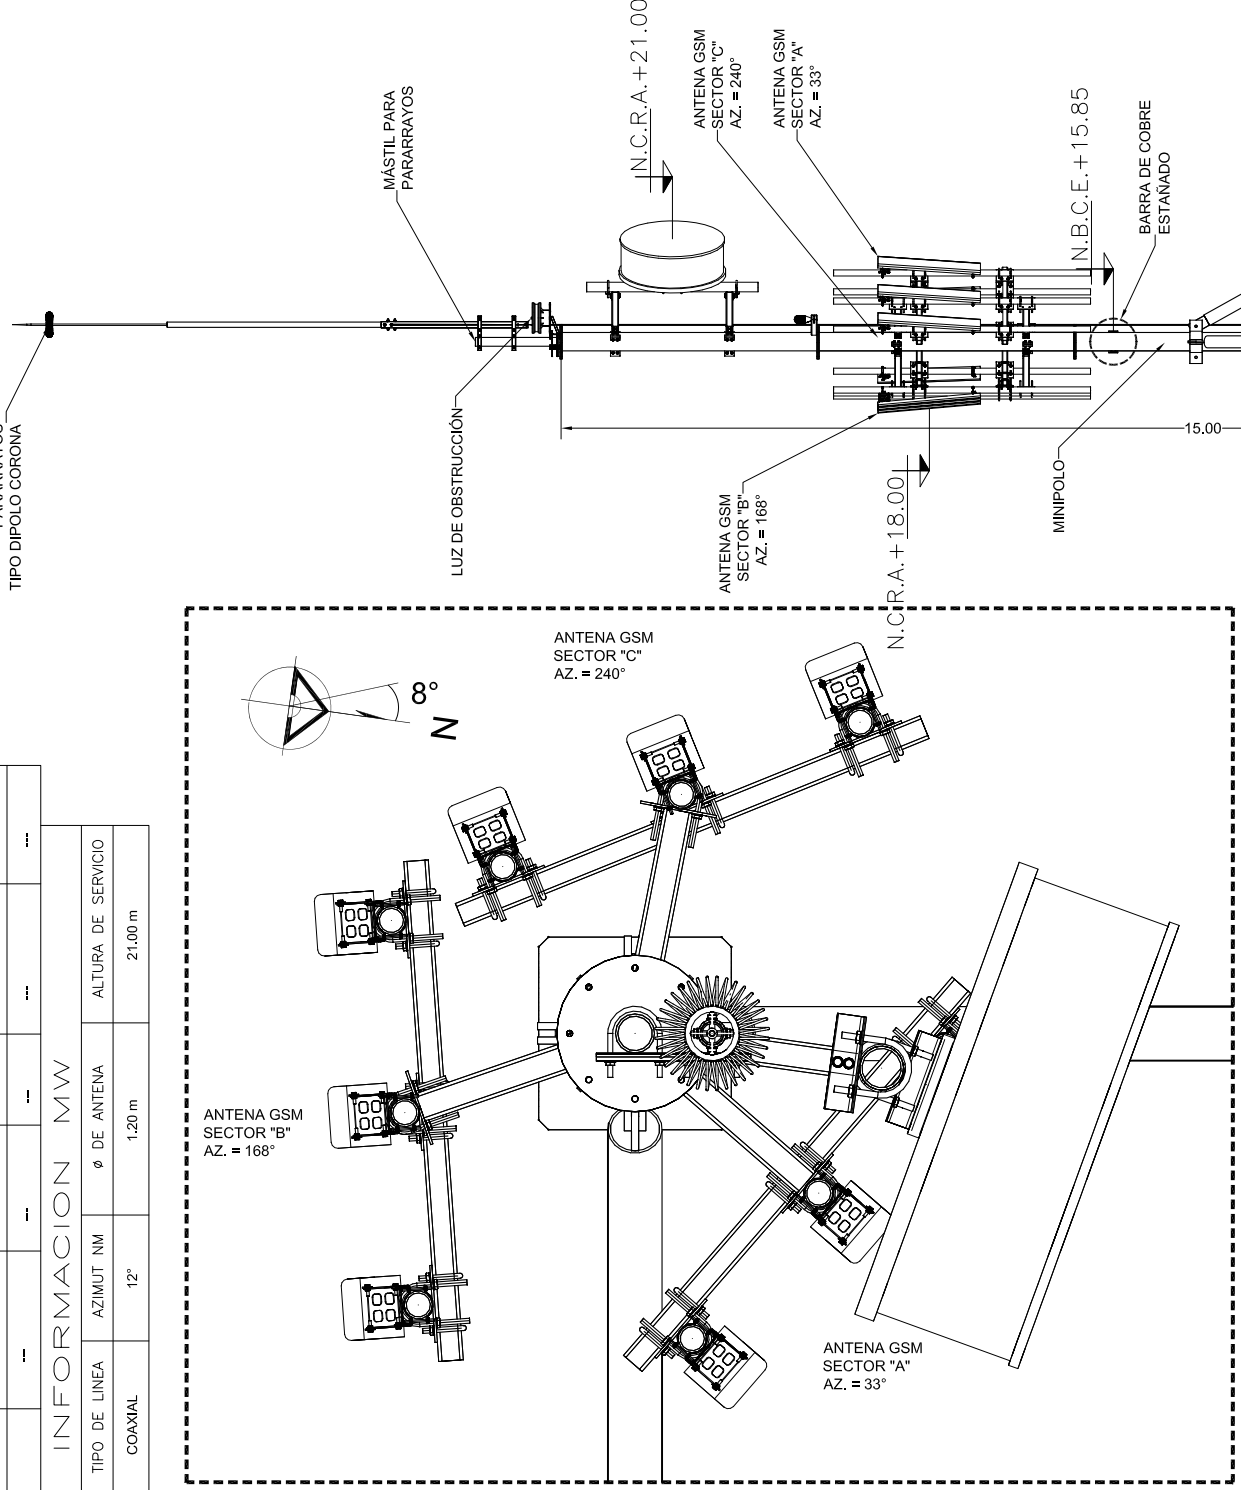 TIPO DIPOLO CORONA
MÁSTIL PARA
PARARRAYOS
LUZ DE OBSTRUCCIÓN
N.C.R.A.+21.00
ANTENA GSM
SECTOR "C"
AZ. = 240°
ANTENA GSM
SECTOR "A"
AZ. = 33°
N.B.C.E.+15.85
BARRA DE COBRE
ESTAÑADO
15.00
MINIPOLO
ANTENA GSM
SECTOR "B"
AZ. = 168°
N.C.R.A.+18.00
8°
N
ANTENA GSM
SECTOR "C"
AZ. = 240°
ANTENA GSM
SECTOR "B"
AZ. = 168°
ANTENA GSM
SECTOR "A"
AZ. = 33°
--- --- --- --- ---
INFORMACION MW
TIPO DE LINEA AZIMUT NM ø DE ANTENA ALTURA DE SERVICIO
COAXIAL 12° 1.20 m 21.00 m